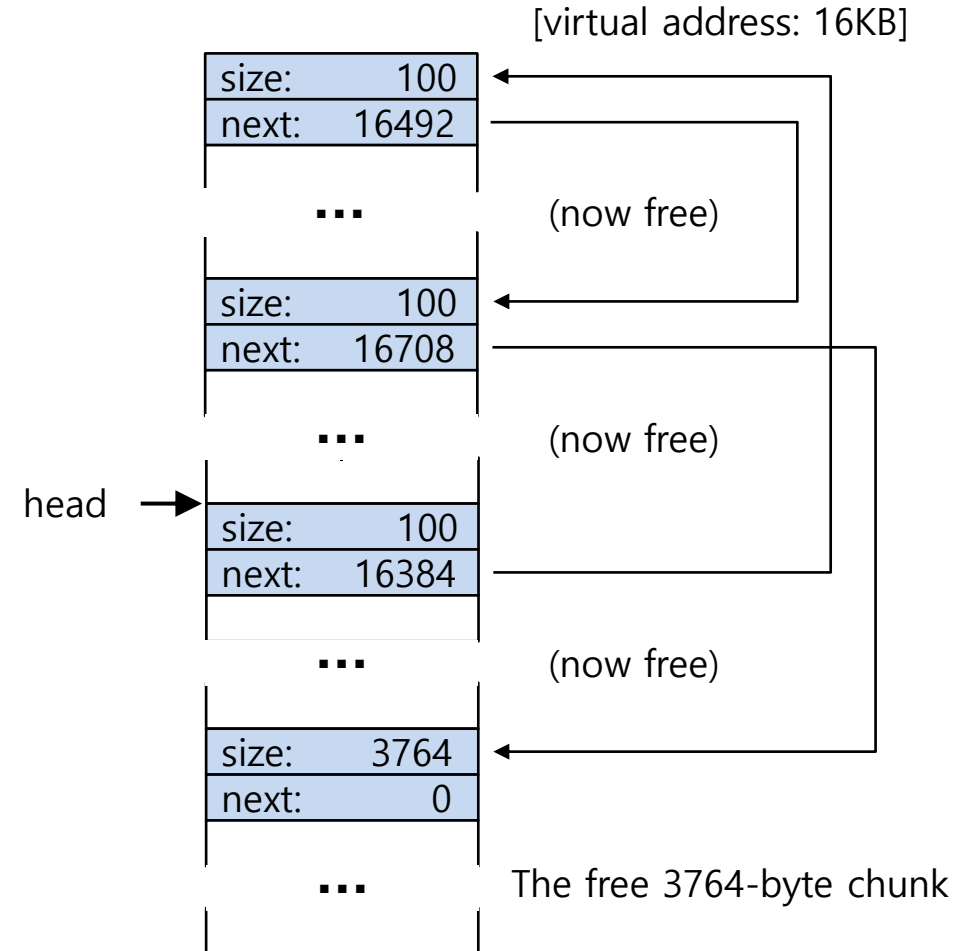 [virtual address: 16KB]
size: 100
next: 16492
... (now free)
size: 100
next: 16708
... (now free)
head
size: 100
next: 16384
... (now free)
size: 3764
next: 0
... The free 3764-byte chunk